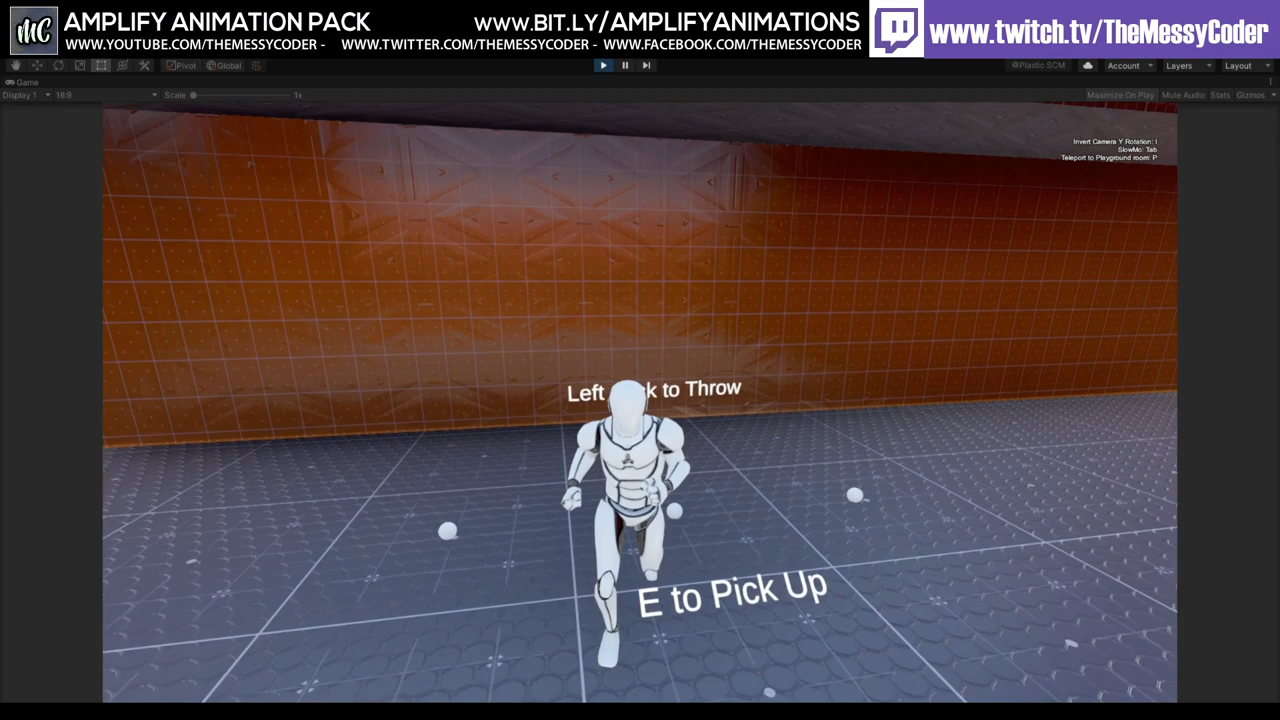 mC
AMPLIFY ANIMATION PACK
WWW.BIT.LY/AMPLIFYANIMATIONS
WWW.YOUTUBE.COM/THEMESSYCODER - WWW.TWITTER.COM/THEMESSYCODER - WWW.FACEBOOK.COM/THEMESSYCODER
www.twitch.tv/TheMessyCoder
Pivot Global Plastic SCM Account Layers Layout
Game
Display 1 16:9 Scale 1x Maximize On Play Mute Audio Stats Gizmos
Invert Camera Y Rotation: I
SlowMo: Tab
Teleport to Playground room: P
Left k to Throw
E to Pick Up